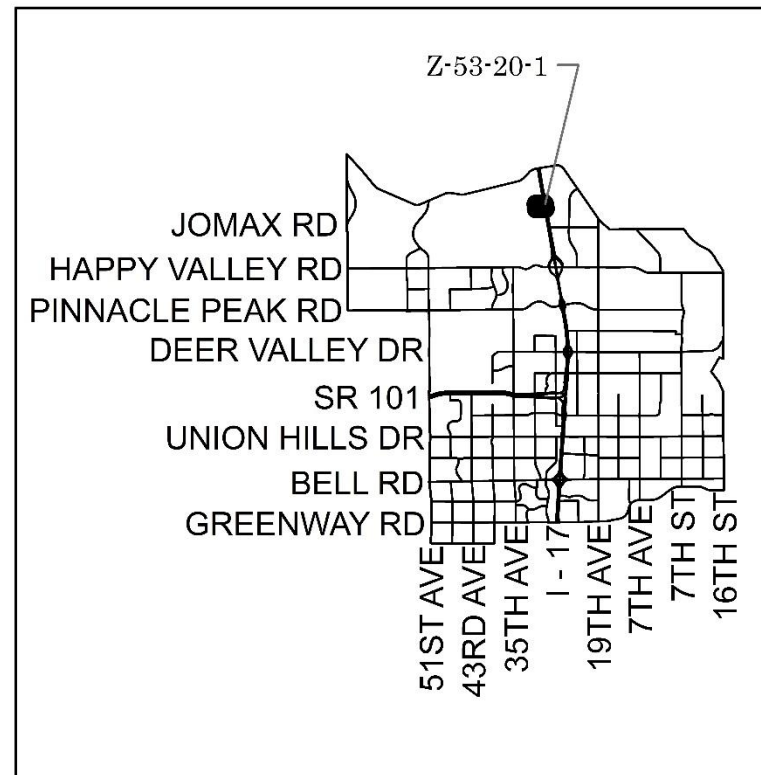 Z-53-20-1
JOMAX RD
HAPPY VALLEY RD
PINNACLE PEAK RD
DEER VALLEY DR
SR 101
UNION HILLS DR
BELL RD
GREENWAY RD
51ST AVE
43RD AVE
35TH AVE
I - 17
19TH AVE
7TH AVE
7TH ST
16TH ST